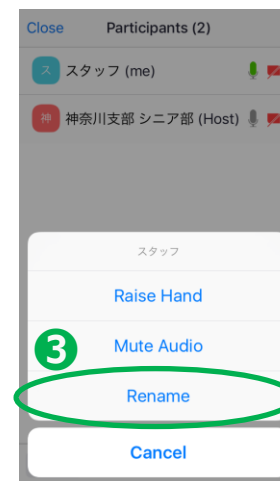 Close Participants (2)
ス スタッフ (me)
神 神奈川支部 シニア部 (Host)
スタッフ
Raise Hand
3 Mute Audio
Rename
Cancel